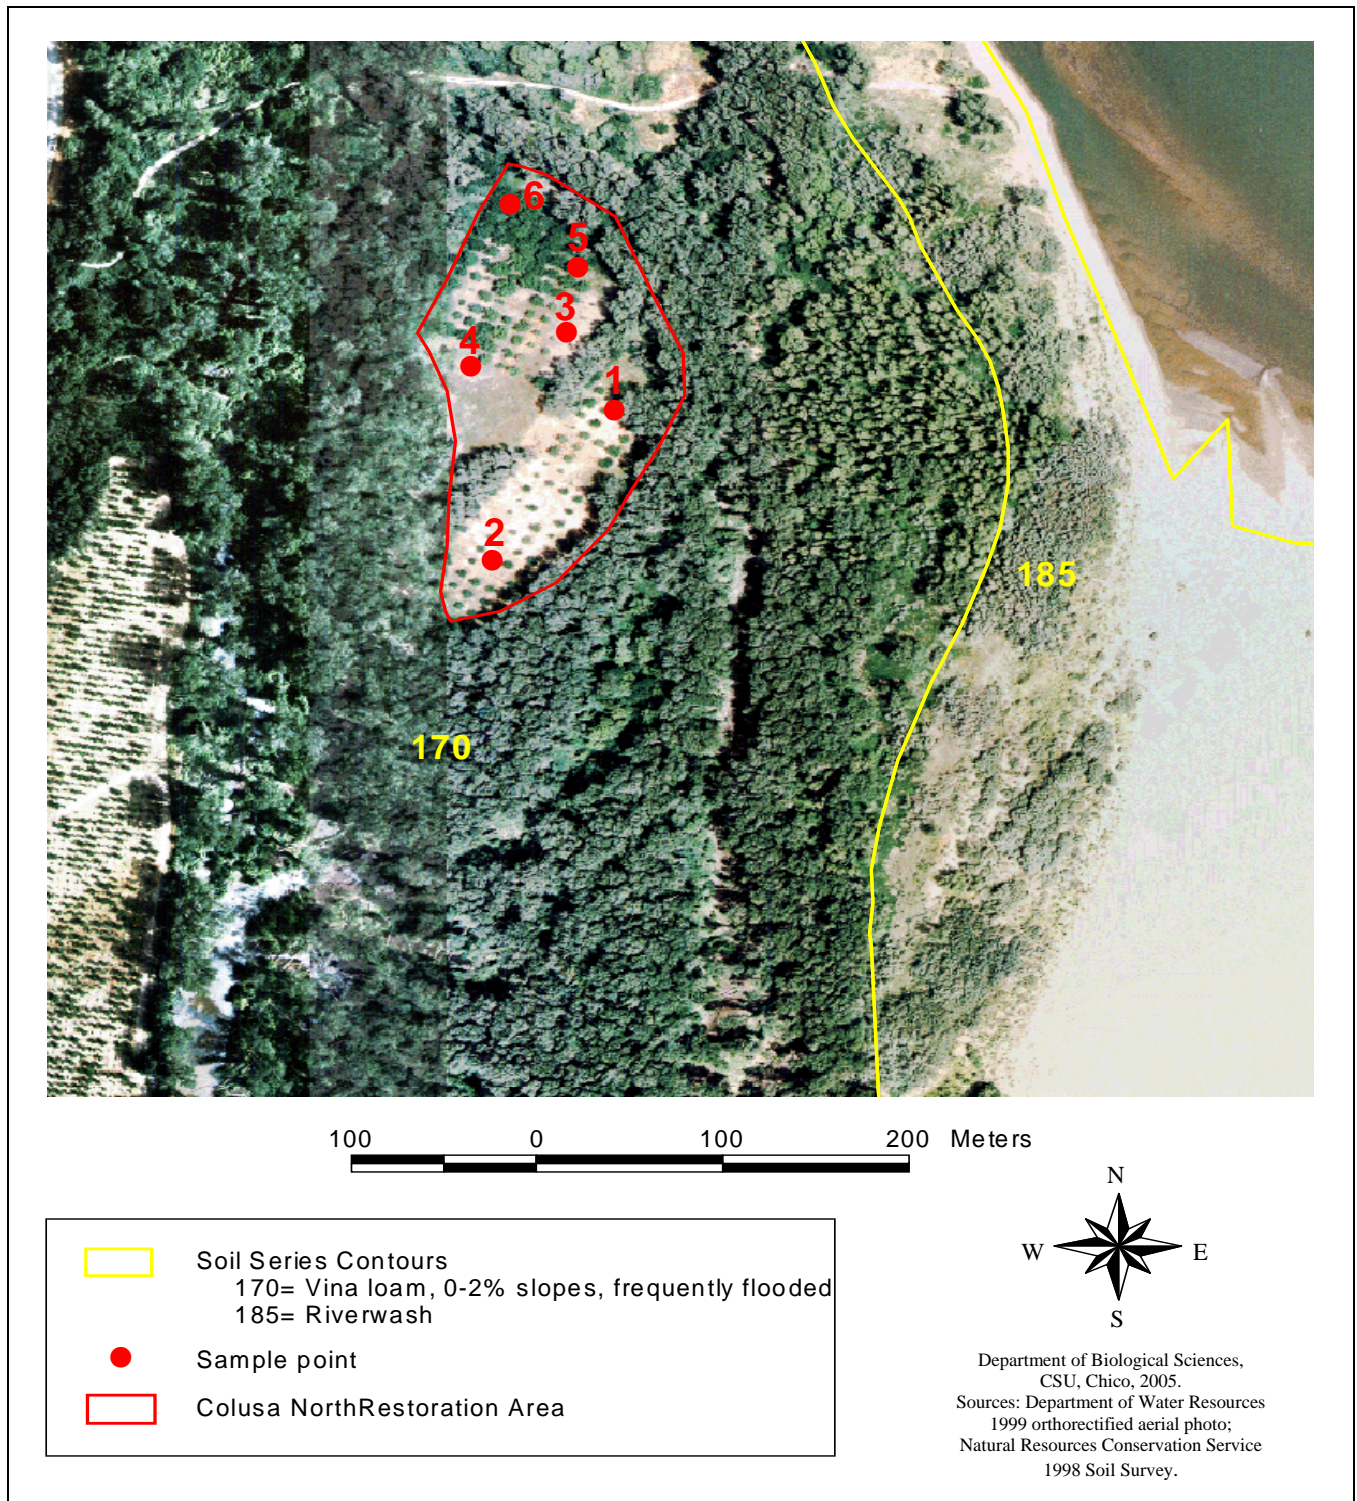 6
5
3
4
1
2
185
170
100 0 100 200 Meters
N
W E
S
Soil Series Contours
170= Vina loam, 0-2% slopes, frequently flooded
185= Riverwash
Sample point
Colusa NorthRestoration Area
Department of Biological Sciences,
CSU, Chico, 2005.
Sources: Department of Water Resources
1999 orthorectified aerial photo;
Natural Resources Conservation Service
1998 Soil Survey.